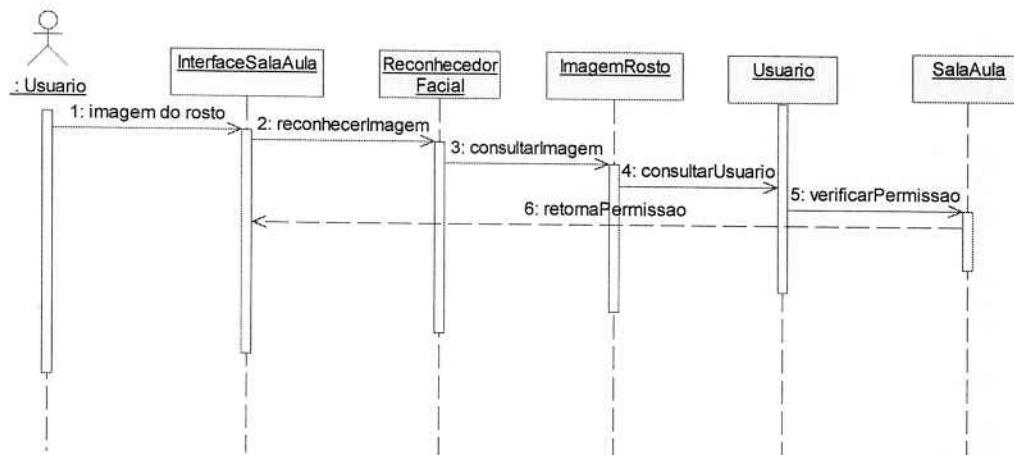 : Usuario
InterfaceSalaAula
Reconhecedor
Facial
ImagemRosto
Usuario
SalaAula
1: imagem do rosto
2: reconhecerImagem
3: consultarImagem
4: consultarUsuario
5: verificarPermissao
6: retornaPermissao